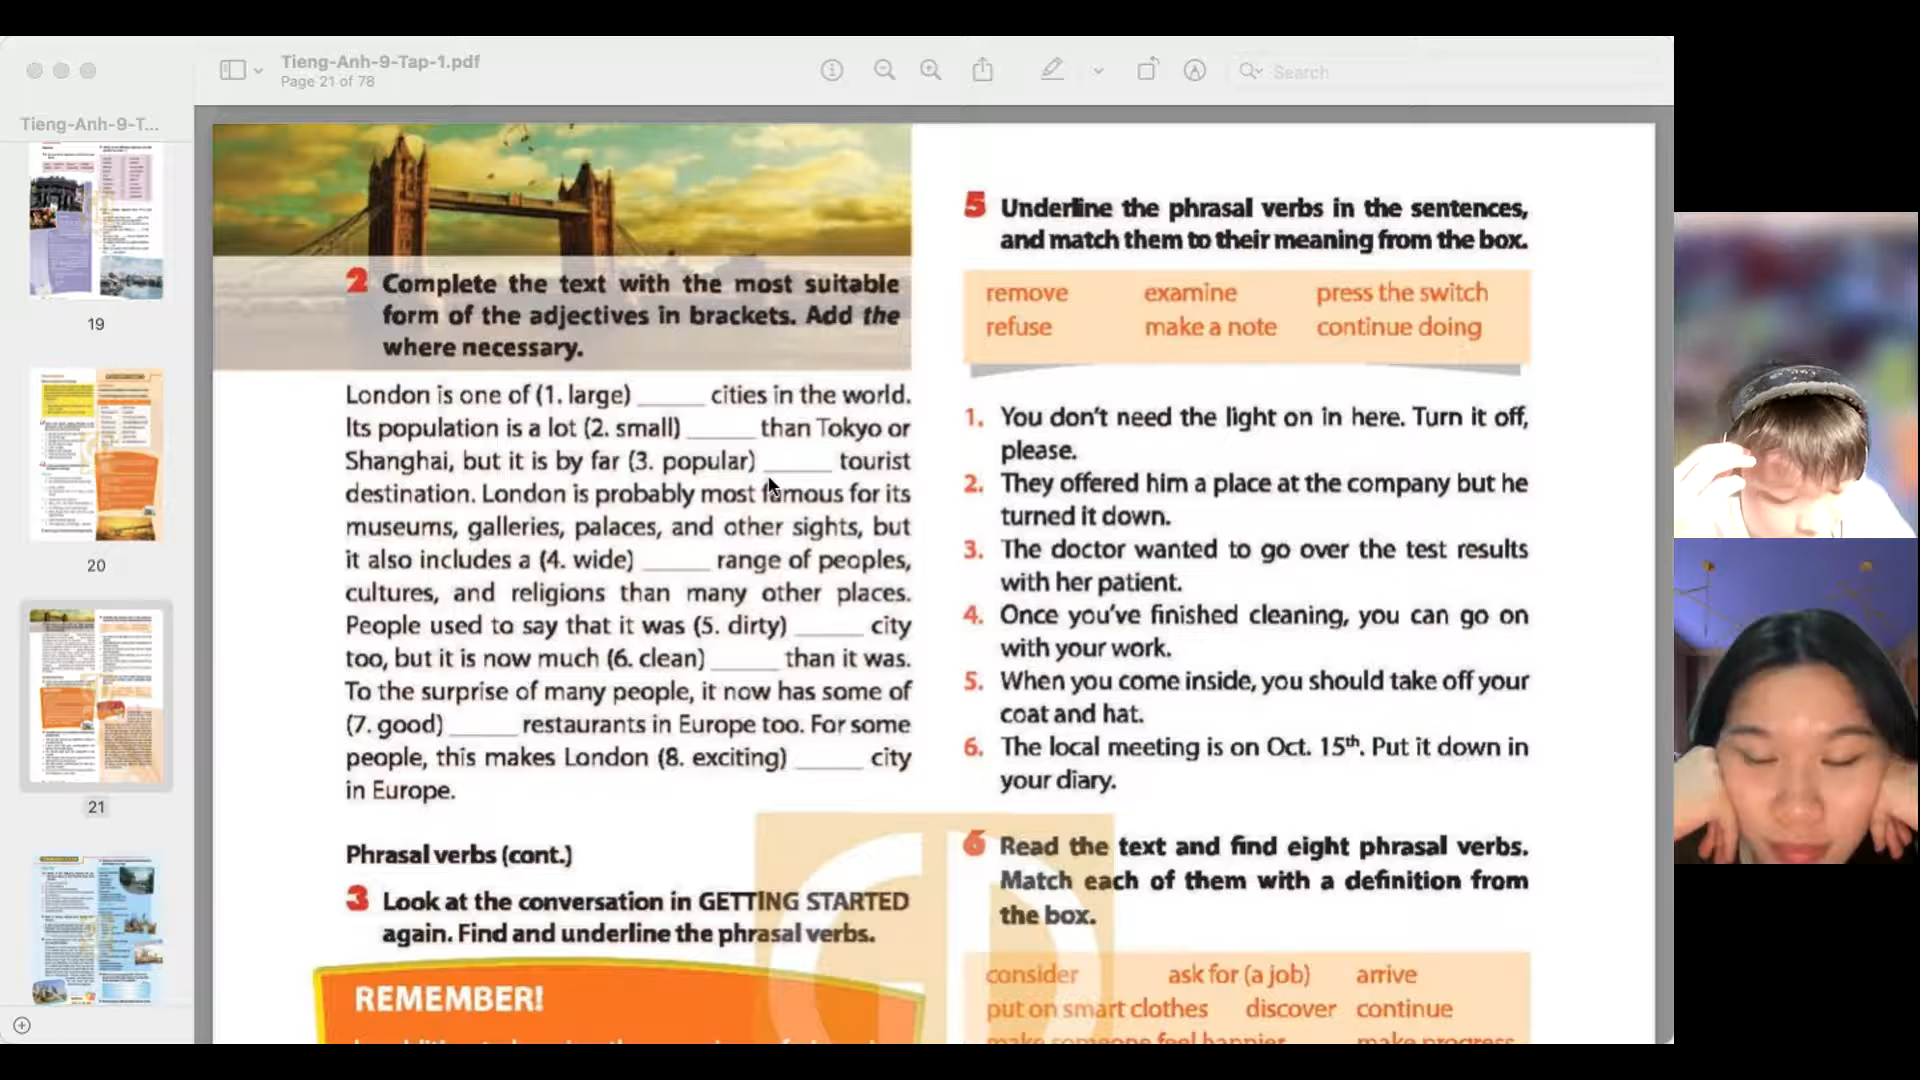 Tieng-Anh-9-Tap-1.pdf
Page 21 of 78
Search
Tieng-Anh-9-T...
19
20
21
2 Complete the text with the most suitable
form of the adjectives in brackets. Add the
where necessary.
London is one of (1. large) _____ cities in the world.
Its population is a lot (2. small) _____ than Tokyo or
Shanghai, but it is by far (3. popular) _____ tourist
destination. London is probably most famous for its
museums, galleries, palaces, and other sights, but
it also includes a (4. wide) _____ range of peoples,
cultures, and religions than many other places.
People used to say that it was (5. dirty) _____ city
too, but it is now much (6. clean) _____ than it was.
To the surprise of many people, it now has some of
(7. good) _____ restaurants in Europe too. For some
people, this makes London (8. exciting) _____ city
in Europe.
Phrasal verbs (cont.)
3 Look at the conversation in GETTING STARTED
again. Find and underline the phrasal verbs.
REMEMBER!
5 Underline the phrasal verbs in the sentences,
and match them to their meaning from the box.
remove examine press the switch
refuse make a note continue doing
1. You don't need the light on in here. Turn it off,
please.
2. They offered him a place at the company but he
turned it down.
3. The doctor wanted to go over the test results
with her patient.
4. Once you've finished cleaning, you can go on
with your work.
5. When you come inside, you should take off your
coat and hat.
6. The local meeting is on Oct. 15th. Put it down in
your diary.
6 Read the text and find eight phrasal verbs.
Match each of them with a definition from
the box.
consider ask for (a job) arrive
put on smart clothes discover continue
make someone feel happier make progress